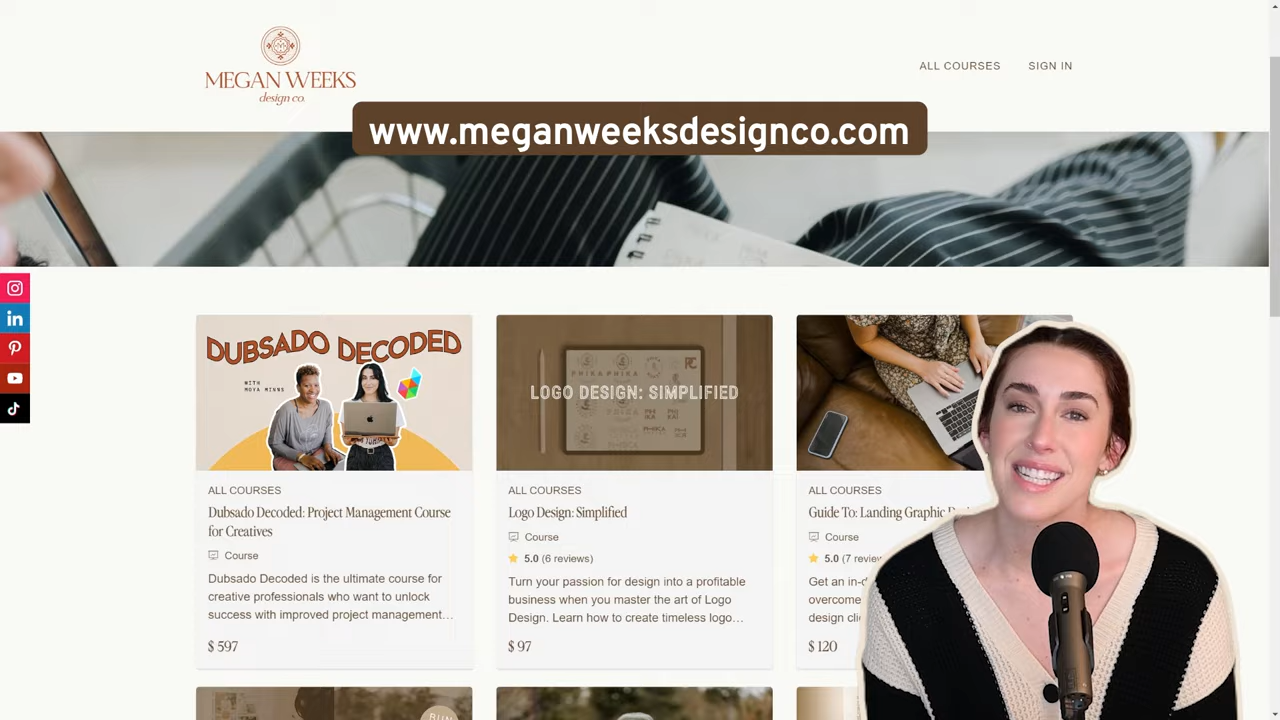 MEGAN WEEKS
design co.
ALL COURSES
SIGN IN
www.meganweeksdesignco.com
DUBSADO DECODED
WITH
MOYA MINNS
ALL COURSES
Dubsado Decoded: Project Management Course
for Creatives
Course
Dubsado Decoded is the ultimate course for
creative professionals who want to unlock
success with improved project management…
$ 597
LOGO DESIGN: SIMPLIFIED
ALL COURSES
Logo Design: Simplified
Course
5.0 (6 reviews)
Turn your passion for design into a profitable
business when you master the art of Logo
Design. Learn how to create timeless logo…
$ 97
ALL COURSES
Guide To: Landing Graphic
Course
5.0 (7
Get an
overcome
design
$ 120